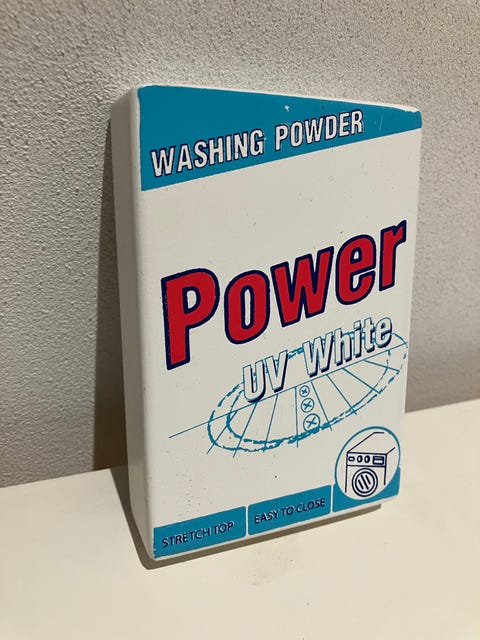 WASHING POWDER
Power
UV White
STRETCH TOP
EASY TO CLOSE